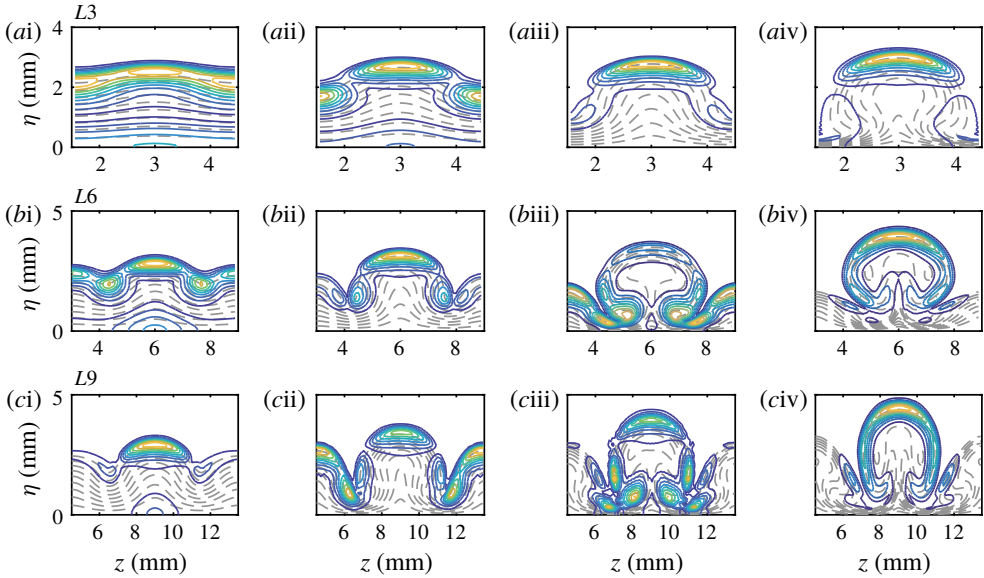 L3
(ai) (aii) (aiii) (aiv)
4
2
0
η (mm)
2 3 4 2 3 4 2 3 4 2 3 4
L6
(bi) (bii) (biii) (biv)
5
0
η (mm)
4 6 8 4 6 8 4 6 8 4 6 8
L9
(ci) (cii) (ciii) (civ)
5
0
η (mm)
6 8 10 12 6 8 10 12 6 8 10 12 6 8 10 12
z (mm) z (mm) z (mm) z (mm)